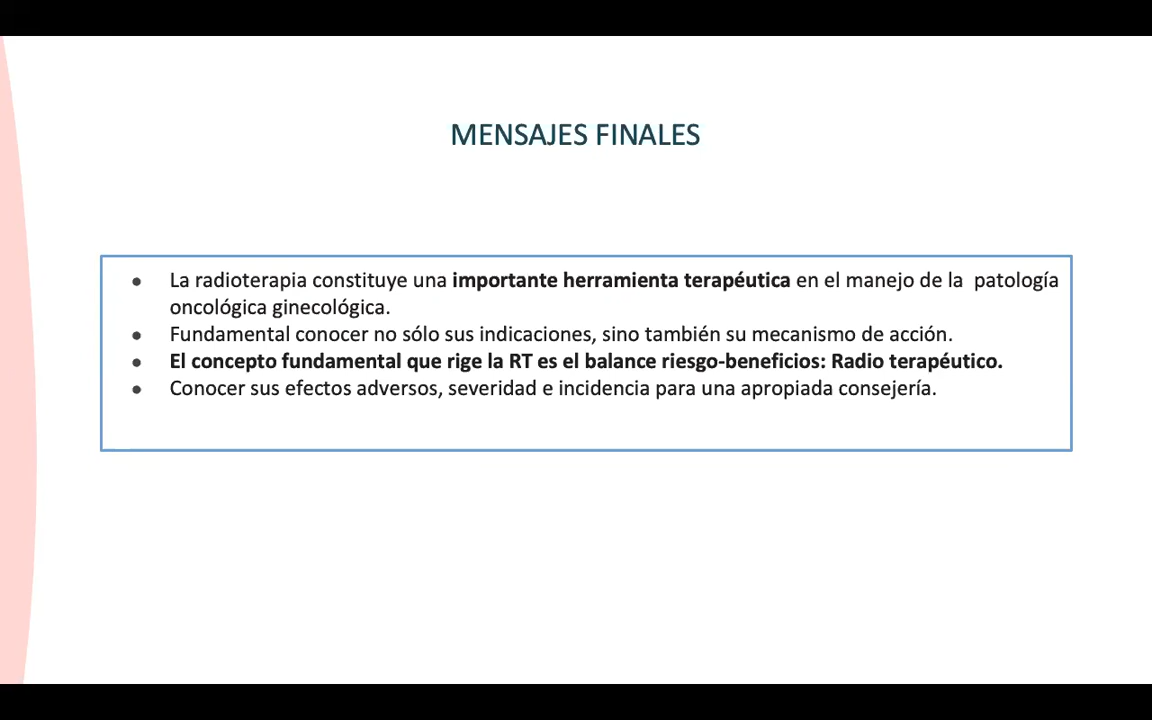 MENSAJES FINALES
● La radioterapia constituye una importante herramienta terapéutica en el manejo de la  patología
oncológica ginecológica.
● Fundamental conocer no sólo sus indicaciones, sino también su mecanismo de acción.
● El concepto fundamental que rige la RT es el balance riesgo-beneficios: Radio terapéutico.
● Conocer sus efectos adversos, severidad e incidencia para una apropiada consejería.